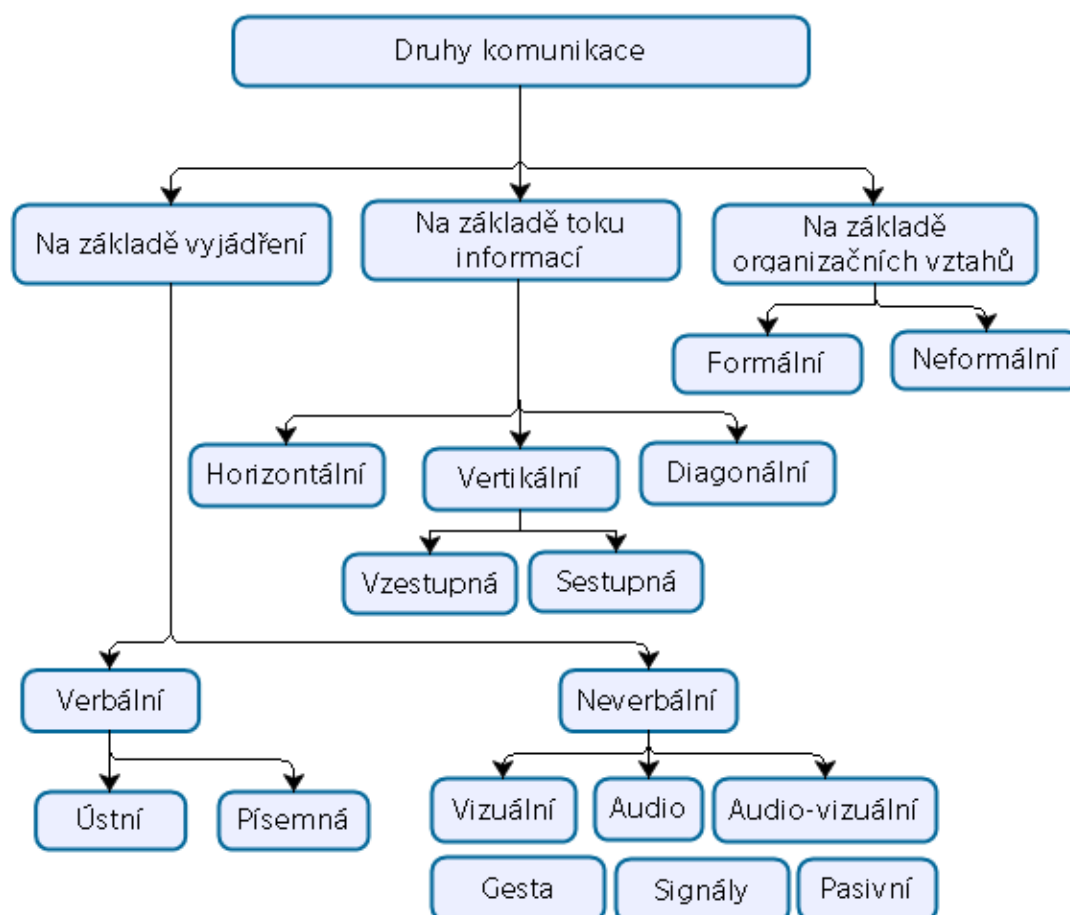 Druhy komunikace
Na základě vyjádření
Na základě toku
informací
Na základě
organizačních vztahů
Formální
Neformální
Horizontální
Vertikální
Diagonální
Vzestupná
Sestupná
Verbální
Neverbální
Ústní
Písemná
Vizuální
Audio
Audio-vizuální
Gesta
Signály
Pasivní